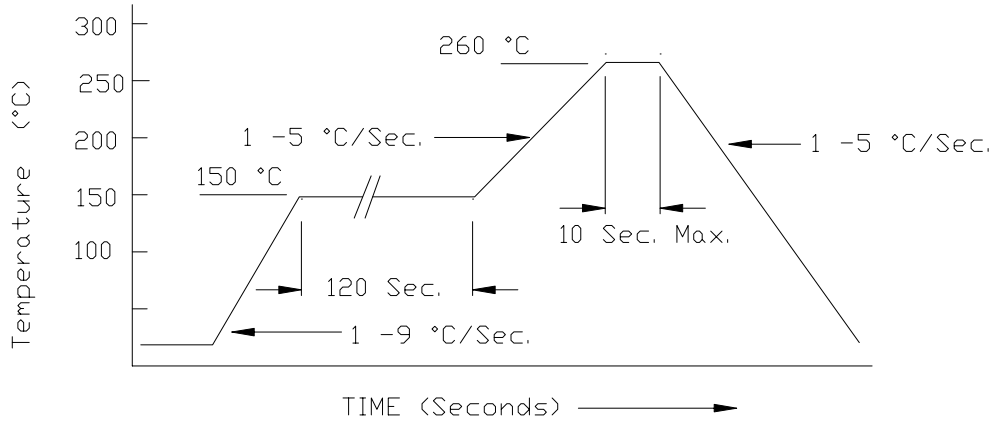 300
260 °C
250
200
1 -5 °C/Sec.
1 -5 °C/Sec.
150 °C
150
10 Sec. Max.
100
120 Sec.
1 -9 °C/Sec.
Temperature (°C)
TIME (Seconds)